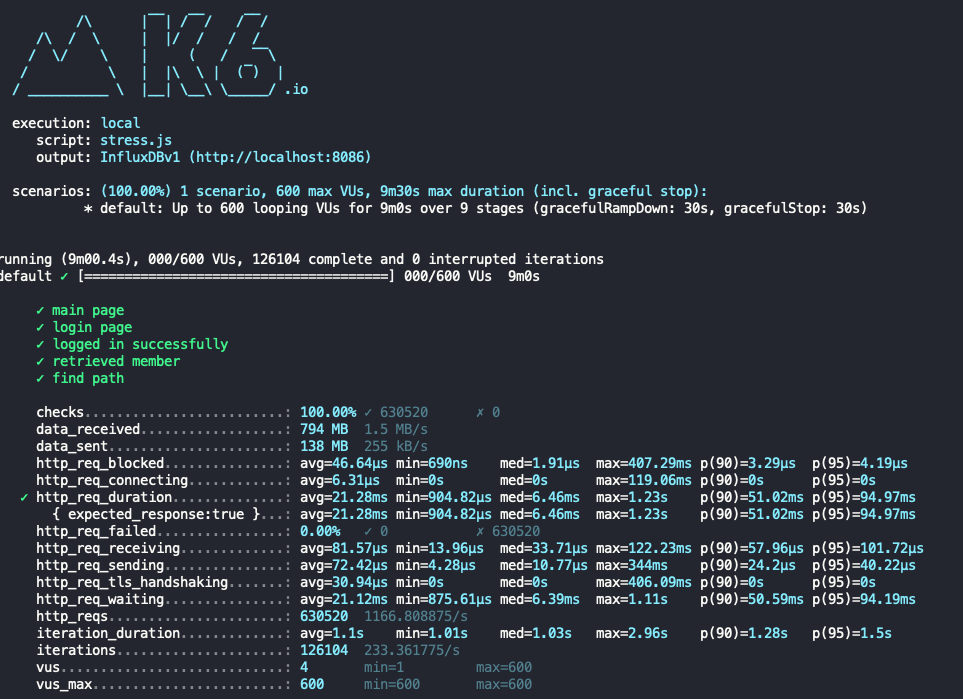 .io
execution: local
script: stress.js
output: InfluxDBv1 (http://localhost:8086)
scenarios: (100.00%) 1 scenario, 600 max VUs, 9m30s max duration (incl. graceful stop):
* default: Up to 600 looping VUs for 9m0s over 9 stages (gracefulRampDown: 30s, gracefulStop: 30s)
running (9m00.4s), 000/600 VUs, 126104 complete and 0 interrupted iterations
default ✓ [======================================] 000/600 VUs  9m0s
✓ main page
✓ login page
✓ logged in successfully
✓ retrieved member
✓ find path
checks.........................: 100.00% ✓ 630520      ✗ 0
data_received..................: 794 MB  1.5 MB/s
data_sent......................: 138 MB  255 kB/s
http_req_blocked...............: avg=46.64µs min=690ns    med=1.91µs  max=407.29ms p(90)=3.29µs  p(95)=4.19µs
http_req_connecting............: avg=6.31µs  min=0s       med=0s      max=119.06ms p(90)=0s      p(95)=0s
✓ http_req_duration..............: avg=21.28ms min=904.82µs med=6.46ms  max=1.23s    p(90)=51.02ms p(95)=94.97ms
{ expected_response:true }...: avg=21.28ms min=904.82µs med=6.46ms  max=1.23s    p(90)=51.02ms p(95)=94.97ms
http_req_failed................: 0.00%   ✓ 0           ✗ 630520
http_req_receiving.............: avg=81.57µs min=13.96µs  med=33.71µs max=122.23ms p(90)=57.96µs p(95)=101.72µs
http_req_sending...............: avg=72.42µs min=4.28µs   med=10.77µs max=344ms    p(90)=24.2µs  p(95)=40.22µs
http_req_tls_handshaking.......: avg=30.94µs min=0s       med=0s      max=406.09ms p(90)=0s      p(95)=0s
http_req_waiting...............: avg=21.12ms min=875.61µs med=6.39ms  max=1.11s    p(90)=50.59ms p(95)=94.19ms
http_reqs......................: 630520  1166.808875/s
iteration_duration.............: avg=1.1s    min=1.01s    med=1.03s   max=2.96s    p(90)=1.28s   p(95)=1.5s
iterations.....................: 126104  233.361775/s
vus............................: 4       min=1         max=600
vus_max........................: 600     min=600       max=600